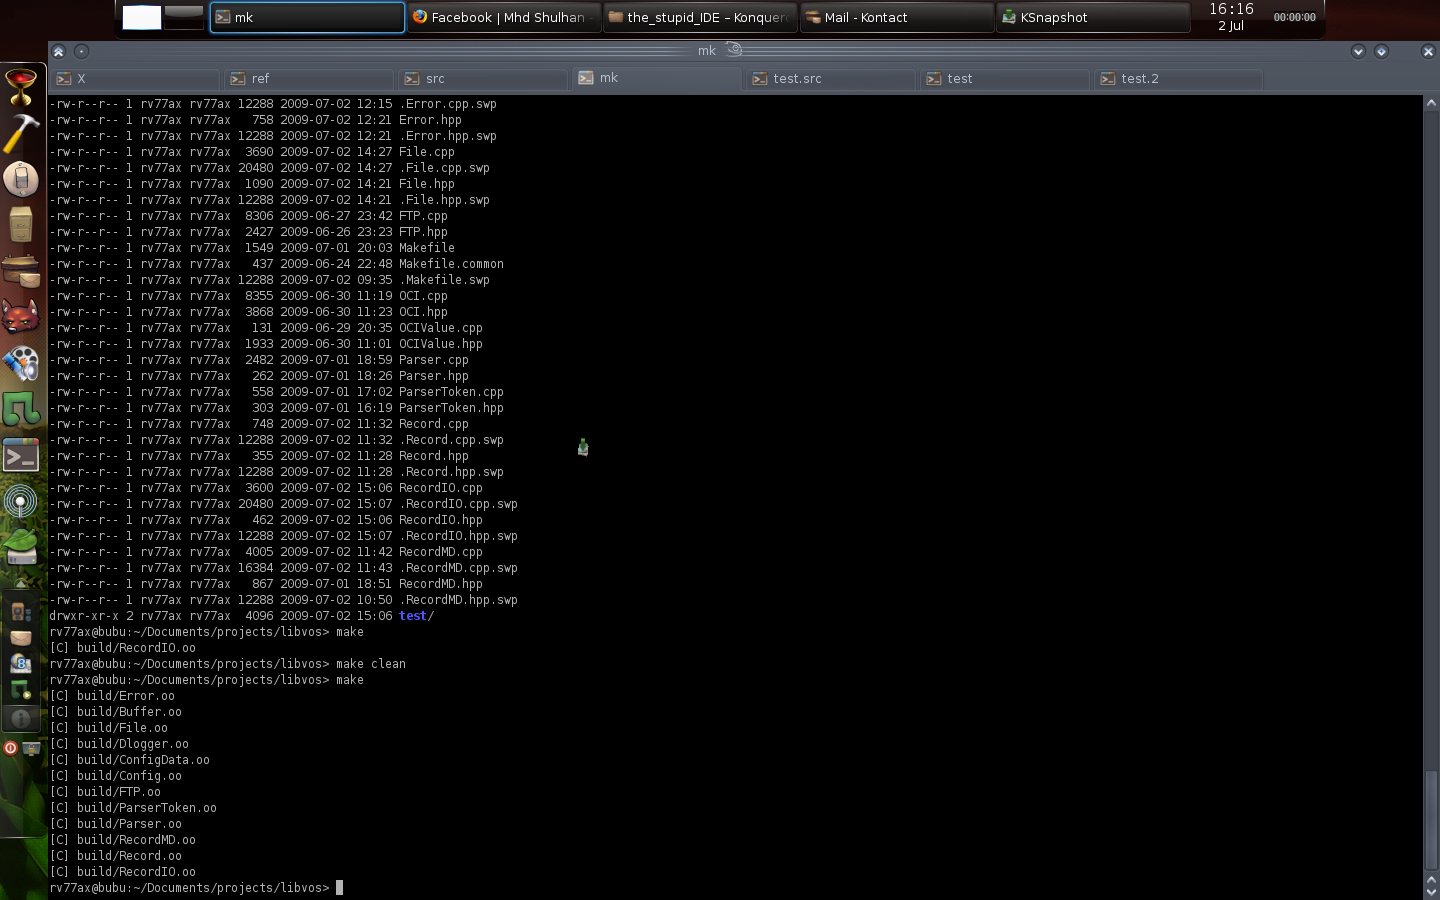 mk
Facebook | Mhd Shulhan
the_stupid_IDE – Konquero
Mail - Kontact
KSnapshot
16:16
2 Jul
00:00:00
mk
X
ref
src
mk
test.src
test
test.2
-rw-r--r-- 1 rv77ax rv77ax 12288 2009-07-02 12:15 .Error.cpp.swp
-rw-r--r-- 1 rv77ax rv77ax   758 2009-07-02 12:21 Error.hpp
-rw-r--r-- 1 rv77ax rv77ax 12288 2009-07-02 12:21 .Error.hpp.swp
-rw-r--r-- 1 rv77ax rv77ax  3690 2009-07-02 14:27 File.cpp
-rw-r--r-- 1 rv77ax rv77ax 20480 2009-07-02 14:27 .File.cpp.swp
-rw-r--r-- 1 rv77ax rv77ax  1090 2009-07-02 14:21 File.hpp
-rw-r--r-- 1 rv77ax rv77ax 12288 2009-07-02 14:21 .File.hpp.swp
-rw-r--r-- 1 rv77ax rv77ax  8306 2009-06-27 23:42 FTP.cpp
-rw-r--r-- 1 rv77ax rv77ax  2427 2009-06-26 23:23 FTP.hpp
-rw-r--r-- 1 rv77ax rv77ax  1549 2009-07-01 20:03 Makefile
-rw-r--r-- 1 rv77ax rv77ax   437 2009-06-24 22:48 Makefile.common
-rw-r--r-- 1 rv77ax rv77ax 12288 2009-07-02 09:35 .Makefile.swp
-rw-r--r-- 1 rv77ax rv77ax  8355 2009-06-30 11:19 OCI.cpp
-rw-r--r-- 1 rv77ax rv77ax  3868 2009-06-30 11:23 OCI.hpp
-rw-r--r-- 1 rv77ax rv77ax   131 2009-06-29 20:35 OCIValue.cpp
-rw-r--r-- 1 rv77ax rv77ax  1933 2009-06-30 11:01 OCIValue.hpp
-rw-r--r-- 1 rv77ax rv77ax  2482 2009-07-01 18:59 Parser.cpp
-rw-r--r-- 1 rv77ax rv77ax   262 2009-07-01 18:26 Parser.hpp
-rw-r--r-- 1 rv77ax rv77ax   558 2009-07-01 17:02 ParserToken.cpp
-rw-r--r-- 1 rv77ax rv77ax   303 2009-07-01 16:19 ParserToken.hpp
-rw-r--r-- 1 rv77ax rv77ax   748 2009-07-02 11:32 Record.cpp
-rw-r--r-- 1 rv77ax rv77ax 12288 2009-07-02 11:32 .Record.cpp.swp
-rw-r--r-- 1 rv77ax rv77ax   355 2009-07-02 11:28 Record.hpp
-rw-r--r-- 1 rv77ax rv77ax 12288 2009-07-02 11:28 .Record.hpp.swp
-rw-r--r-- 1 rv77ax rv77ax  3600 2009-07-02 15:06 RecordIO.cpp
-rw-r--r-- 1 rv77ax rv77ax 20480 2009-07-02 15:07 .RecordIO.cpp.swp
-rw-r--r-- 1 rv77ax rv77ax   462 2009-07-02 15:06 RecordIO.hpp
-rw-r--r-- 1 rv77ax rv77ax 12288 2009-07-02 15:07 .RecordIO.hpp.swp
-rw-r--r-- 1 rv77ax rv77ax  4005 2009-07-02 11:42 RecordMD.cpp
-rw-r--r-- 1 rv77ax rv77ax 16384 2009-07-02 11:43 .RecordMD.cpp.swp
-rw-r--r-- 1 rv77ax rv77ax   867 2009-07-01 18:51 RecordMD.hpp
-rw-r--r-- 1 rv77ax rv77ax 12288 2009-07-02 10:50 .RecordMD.hpp.swp
drwxr-xr-x 2 rv77ax rv77ax  4096 2009-07-02 15:06 test/
rv77ax@bubu:~/Documents/projects/libvos> make
[C] build/RecordIO.oo
rv77ax@bubu:~/Documents/projects/libvos> make clean
rv77ax@bubu:~/Documents/projects/libvos> make
[C] build/Error.oo
[C] build/Buffer.oo
[C] build/File.oo
[C] build/Dlogger.oo
[C] build/ConfigData.oo
[C] build/Config.oo
[C] build/FTP.oo
[C] build/ParserToken.oo
[C] build/Parser.oo
[C] build/RecordMD.oo
[C] build/Record.oo
[C] build/RecordIO.oo
rv77ax@bubu:~/Documents/projects/libvos>